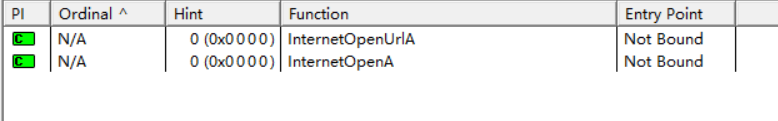 PI Ordinal ^ Hint Function Entry Point
C N/A 0 (0x0000) InternetOpenUrlA Not Bound
C N/A 0 (0x0000) InternetOpenA Not Bound